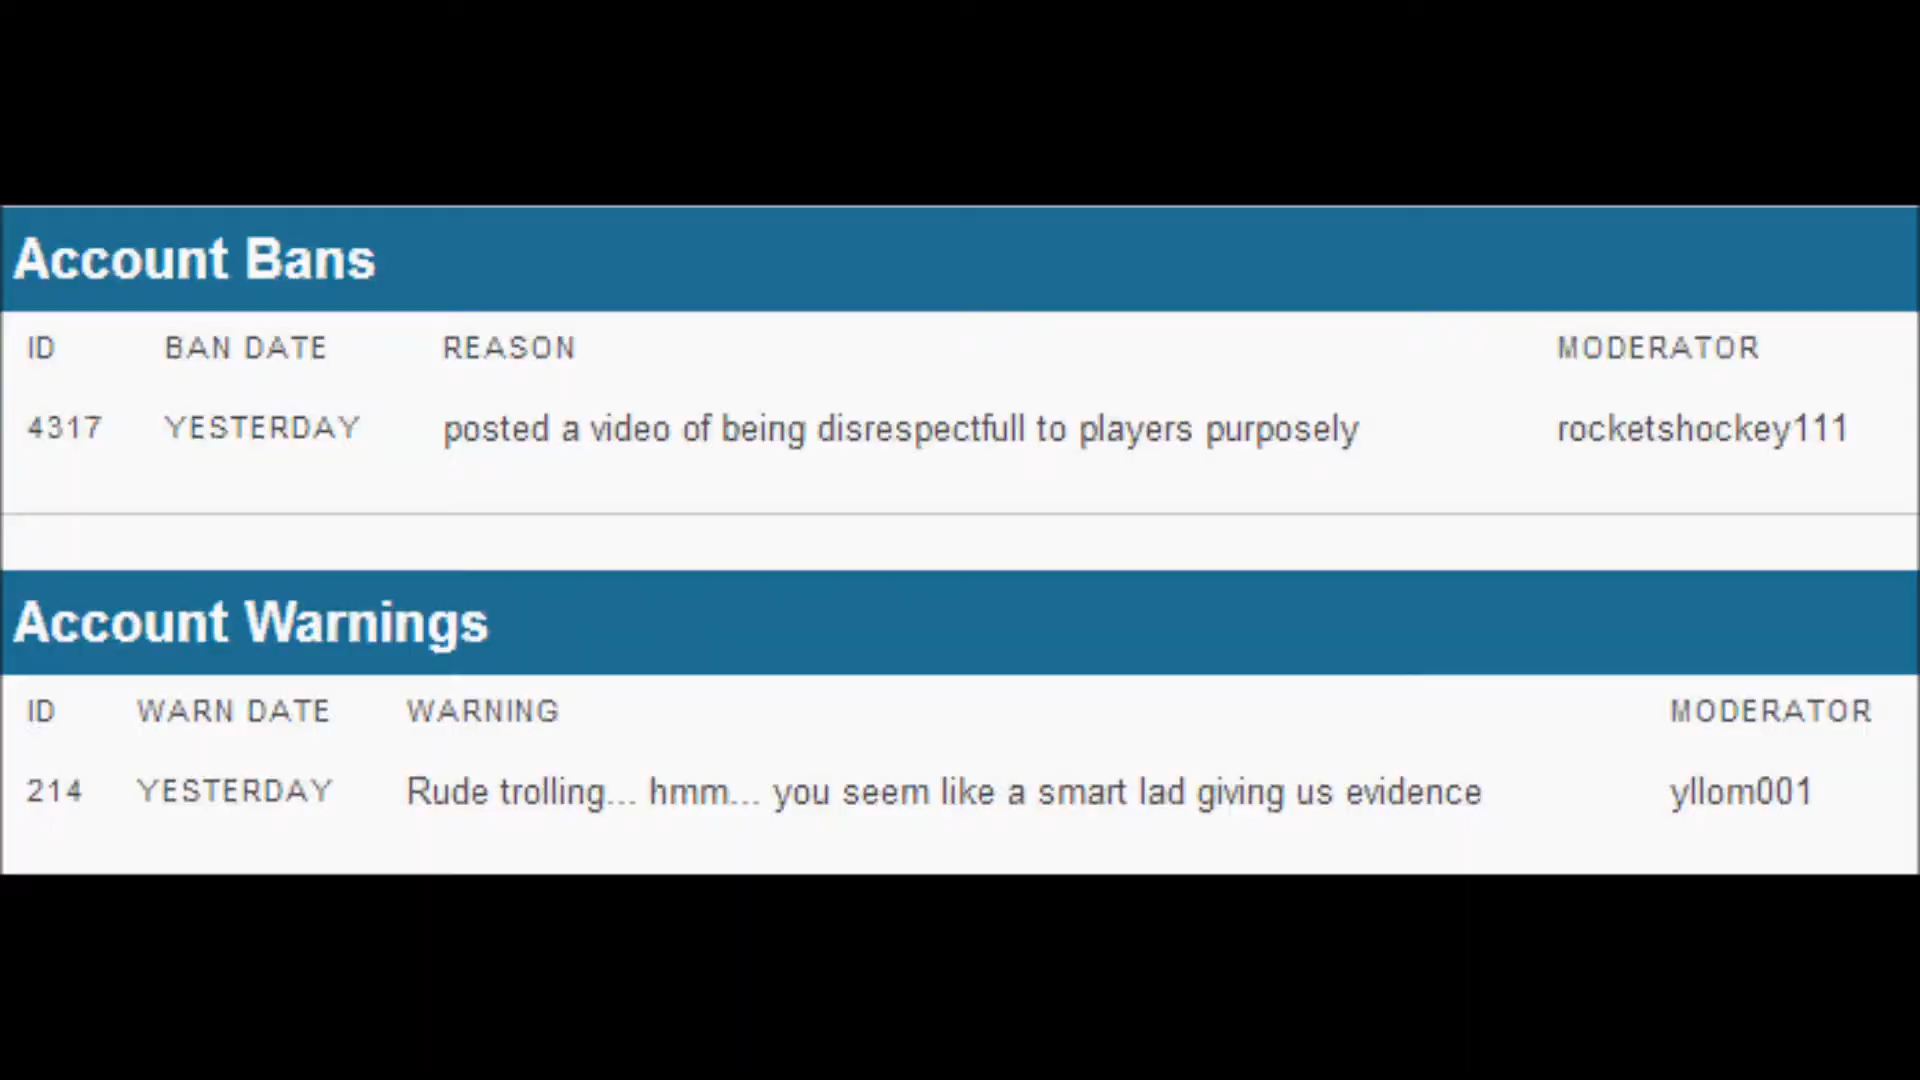 Account Bans
ID BAN DATE REASON MODERATOR
4317 YESTERDAY posted a video of being disrespectfull to players purposely rocketshockey111
Account Warnings
ID WARN DATE WARNING MODERATOR
214 YESTERDAY Rude trolling... hmm... you seem like a smart lad giving us evidence yllom001